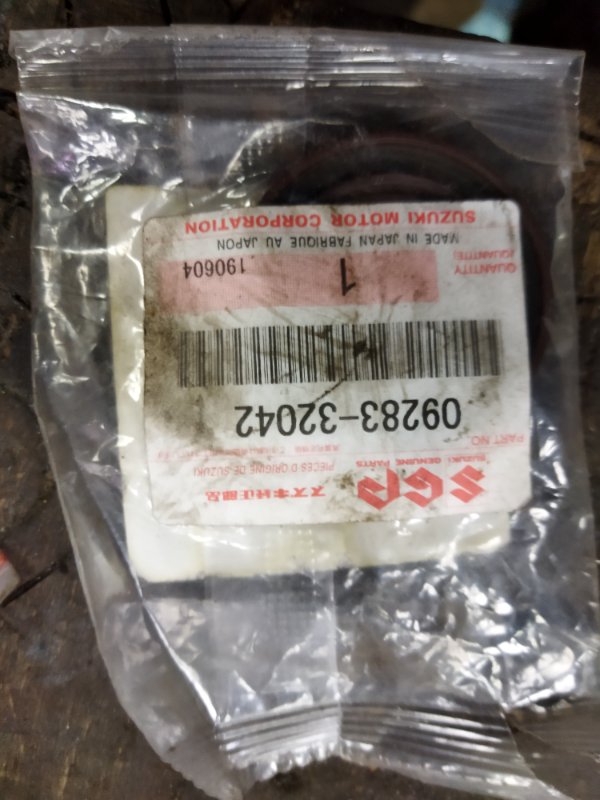 SGP スズキ純正部品
SUZUKI GENUINE PARTS PIECES D'ORIGINE DE SUZUKI
PART NO.
09283-32042
QUANTITY
(QUANTITE)
1
190604
MADE IN JAPAN FABRIQUE AU JAPON
SUZUKI MOTOR CORPORATION